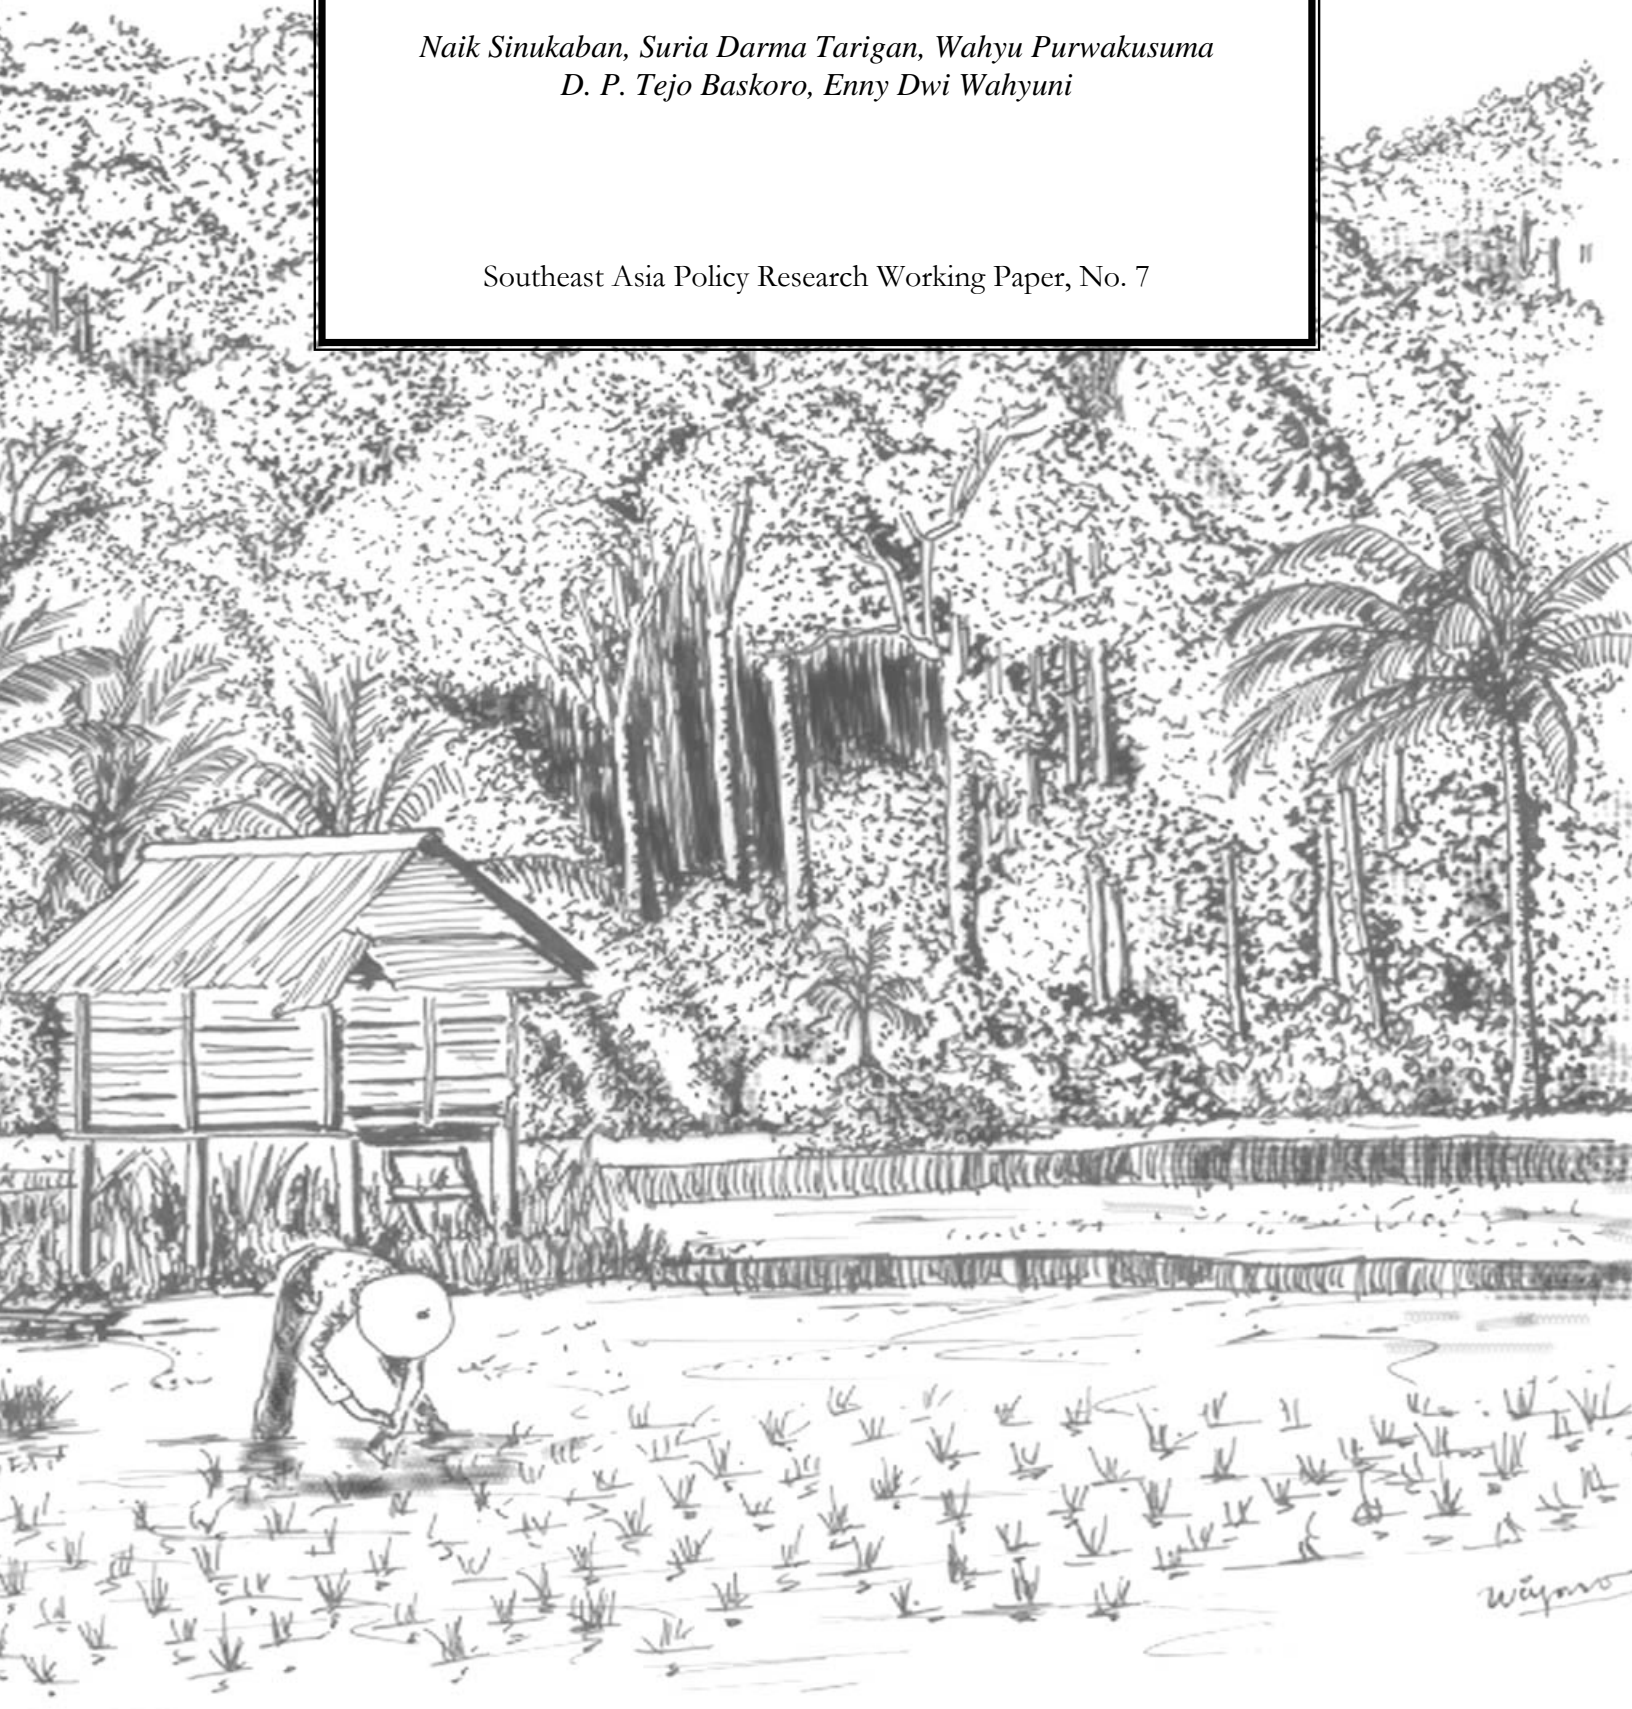 Naik Sinukaban, Suria Darma Tarigan, Wahyu Purwakusuma
D. P. Tejo Baskoro, Enny Dwi Wahyuni
Southeast Asia Policy Research Working Paper, No. 7